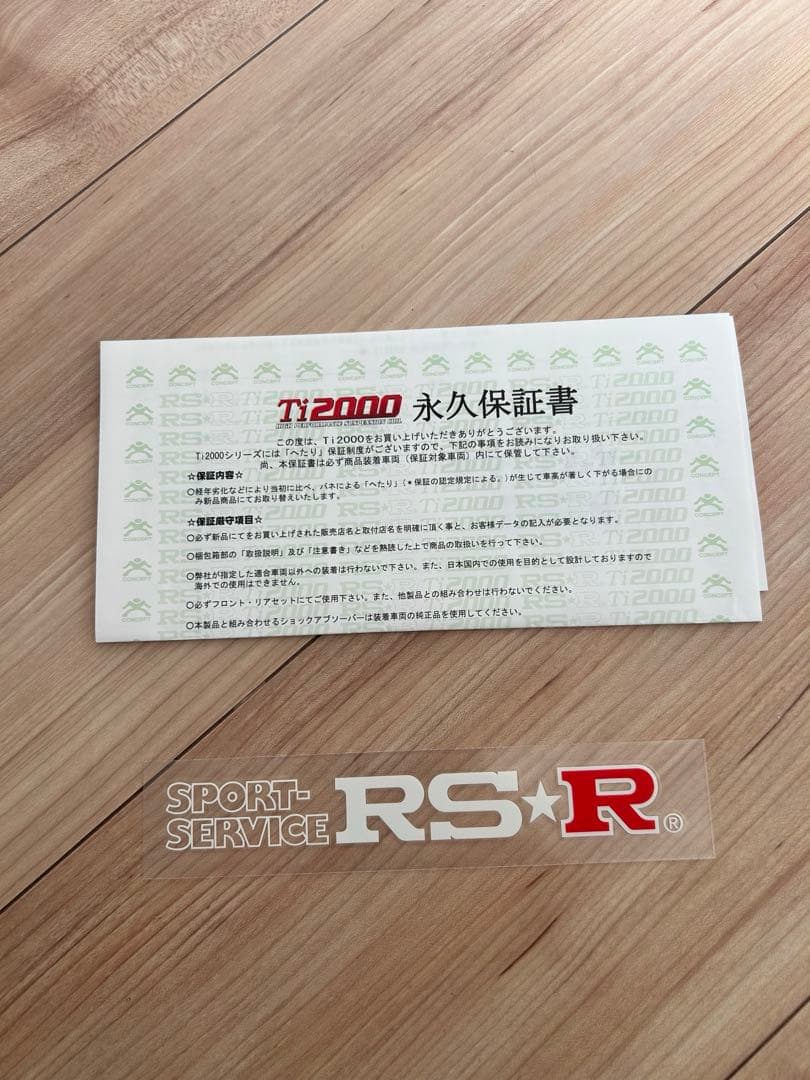 Ti2000 永久保証書
HIGH PERFORMANCE SUSPENSION COIL
この度は、Ti2000をお買い上げいただきありがとうございます。
Ti2000シリーズには「へたり」保証制度がございますので、下記の事項をお読みになりお取り扱い下さい。
尚、本保証書は必ず商品装着車両(保証対象車両)内にて保管して下さい。
☆保証内容☆
○経年劣化などにより当初に比べ、バネによる「へたり」(*保証の認定規定による。)が生じて車高が著しく下がる場合にの
み新品商品にてお取り替えいたします。
☆保証厳守項目☆
○必ず新品にてをお買い上げされた販売店名と取付店名を明確に頂く事と、お客様データの記入が必要となります。
○梱包箱部の「取扱説明」及び「注意書き」などを熟読した上で商品の取扱いを行って下さい。
○弊社が指定した適合車両以外への装着は行わないで下さい。また、日本国内での使用を目的として設計しておりますので
海外での使用はできません。
○必ずフロント・リアセットにてご使用下さい。また、他製品との組み合わせは行わないでください。
○本製品と組み合わせるショックアブソーバーは装着車両の純正品を使用してください。
SPORT-
SERVICE RS★R®